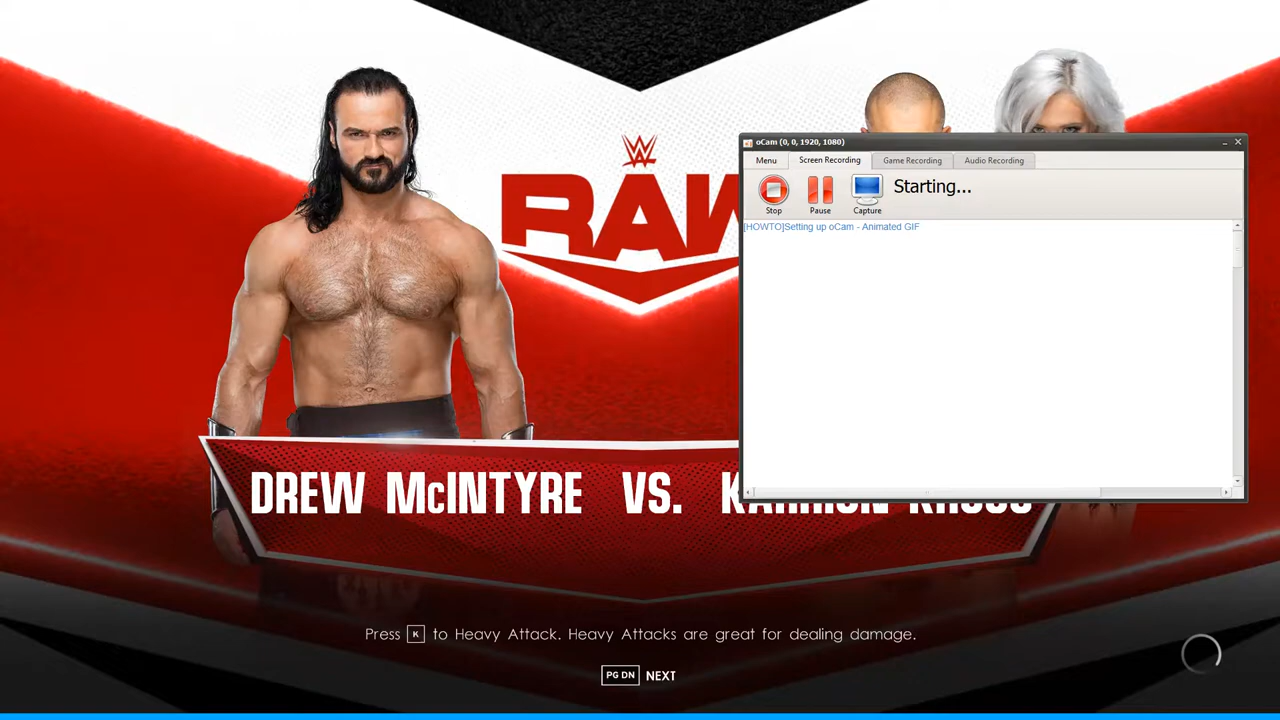 oCam (0, 0, 1920, 1080)
Menu
Screen Recording
Game Recording
Audio Recording
Stop
Pause
Capture
Starting...
[HOWTO]Setting up oCam - Animated GIF
DREW McINTYRE VS.
Press K to Heavy Attack. Heavy Attacks are great for dealing damage.
PG DN NEXT